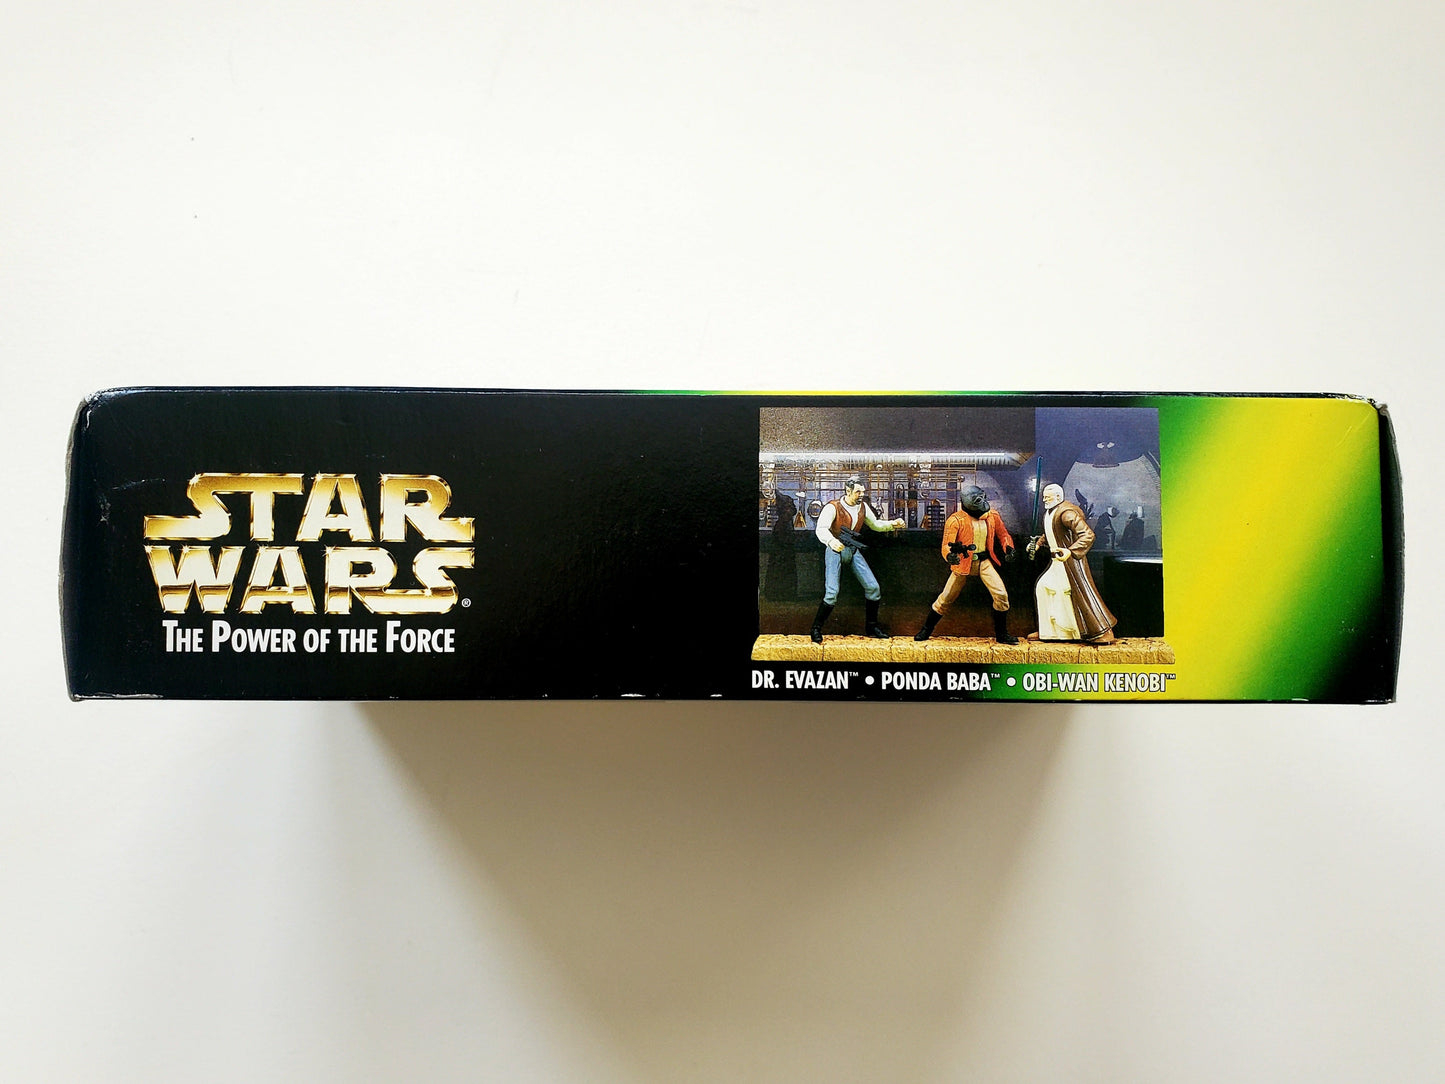 STAR
WARS®
THE POWER OF THE FORCE
DR. EVAZAN™ • PONDA BABA™ • OBI-WAN KENOBI™